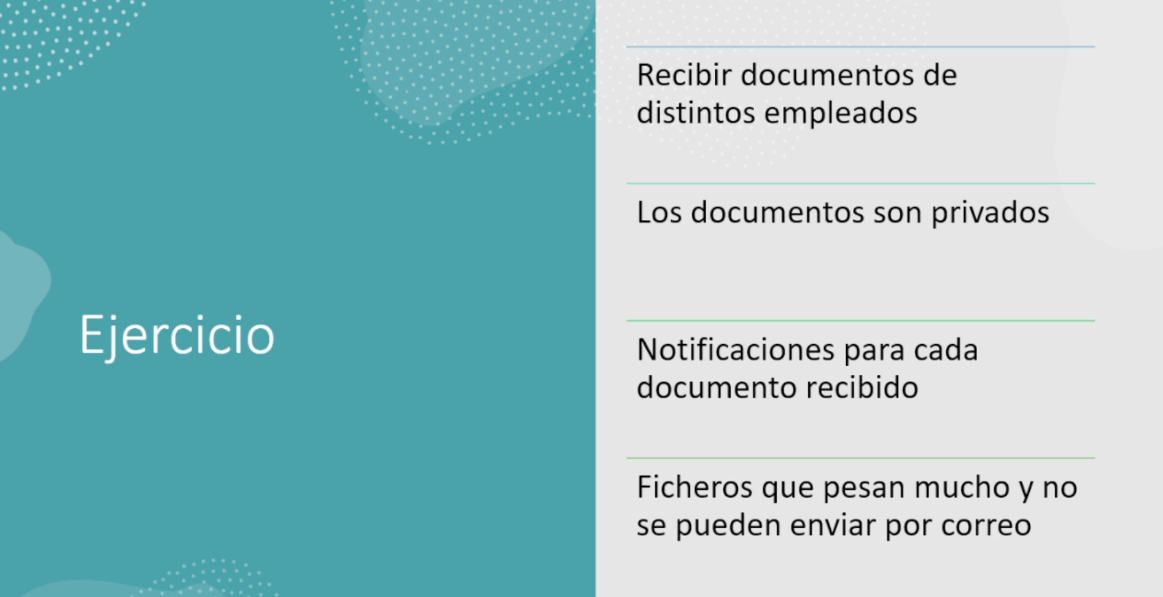 Ejercicio
Recibir documentos de
distintos empleados
Los documentos son privados
Notificaciones para cada
documento recibido
Ficheros que pesan mucho y no
se pueden enviar por correo